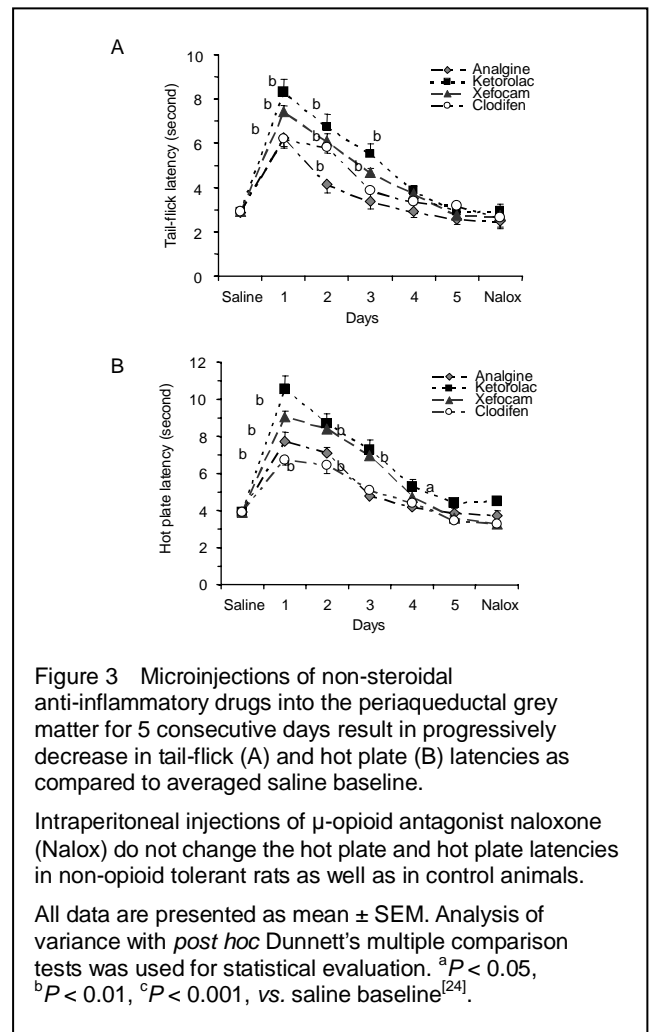 A
10
8
6
4
2
0
Tail-flick latency (second)
b
b
b
b
b
b
b
b
Analgine
Ketorolac
Xefocam
Clodifen
Saline 1 2 3 4 5 Nalox
Days
B
12
10
8
6
4
2
0
Hot plate latency (second)
b
b
b
b
b
b
b
a
Analgine
Ketorolac
Xefocam
Clodifen
Saline 1 2 3 4 5 Nalox
Days
Figure 3 Microinjections of non-steroidal
anti-inflammatory drugs into the periaqueductal grey
matter for 5 consecutive days result in progressively
decrease in tail-flick (A) and hot plate (B) latencies as
compared to averaged saline baseline.
Intraperitoneal injections of μ-opioid antagonist naloxone
(Nalox) do not change the hot plate and hot plate latencies
in non-opioid tolerant rats as well as in control animals.
All data are presented as mean ± SEM. Analysis of
variance with post hoc Dunnett's multiple comparison
tests was used for statistical evaluation. aP < 0.05,
bP < 0.01, cP < 0.001, vs. saline baseline[24].